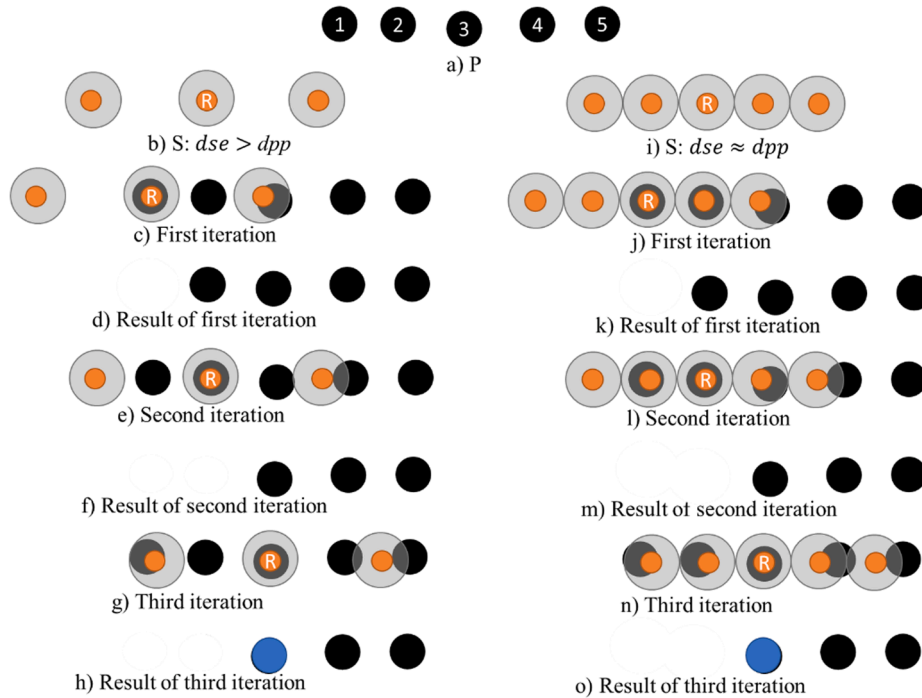 1 2 3 4 5
a) P
R
b) S: dse > dpp
R
c) First iteration
d) Result of first iteration
R
e) Second iteration
f) Result of second iteration
R
g) Third iteration
h) Result of third iteration
R
i) S: dse ≈ dpp
R
j) First iteration
k) Result of first iteration
R
l) Second iteration
m) Result of second iteration
R
n) Third iteration
o) Result of third iteration